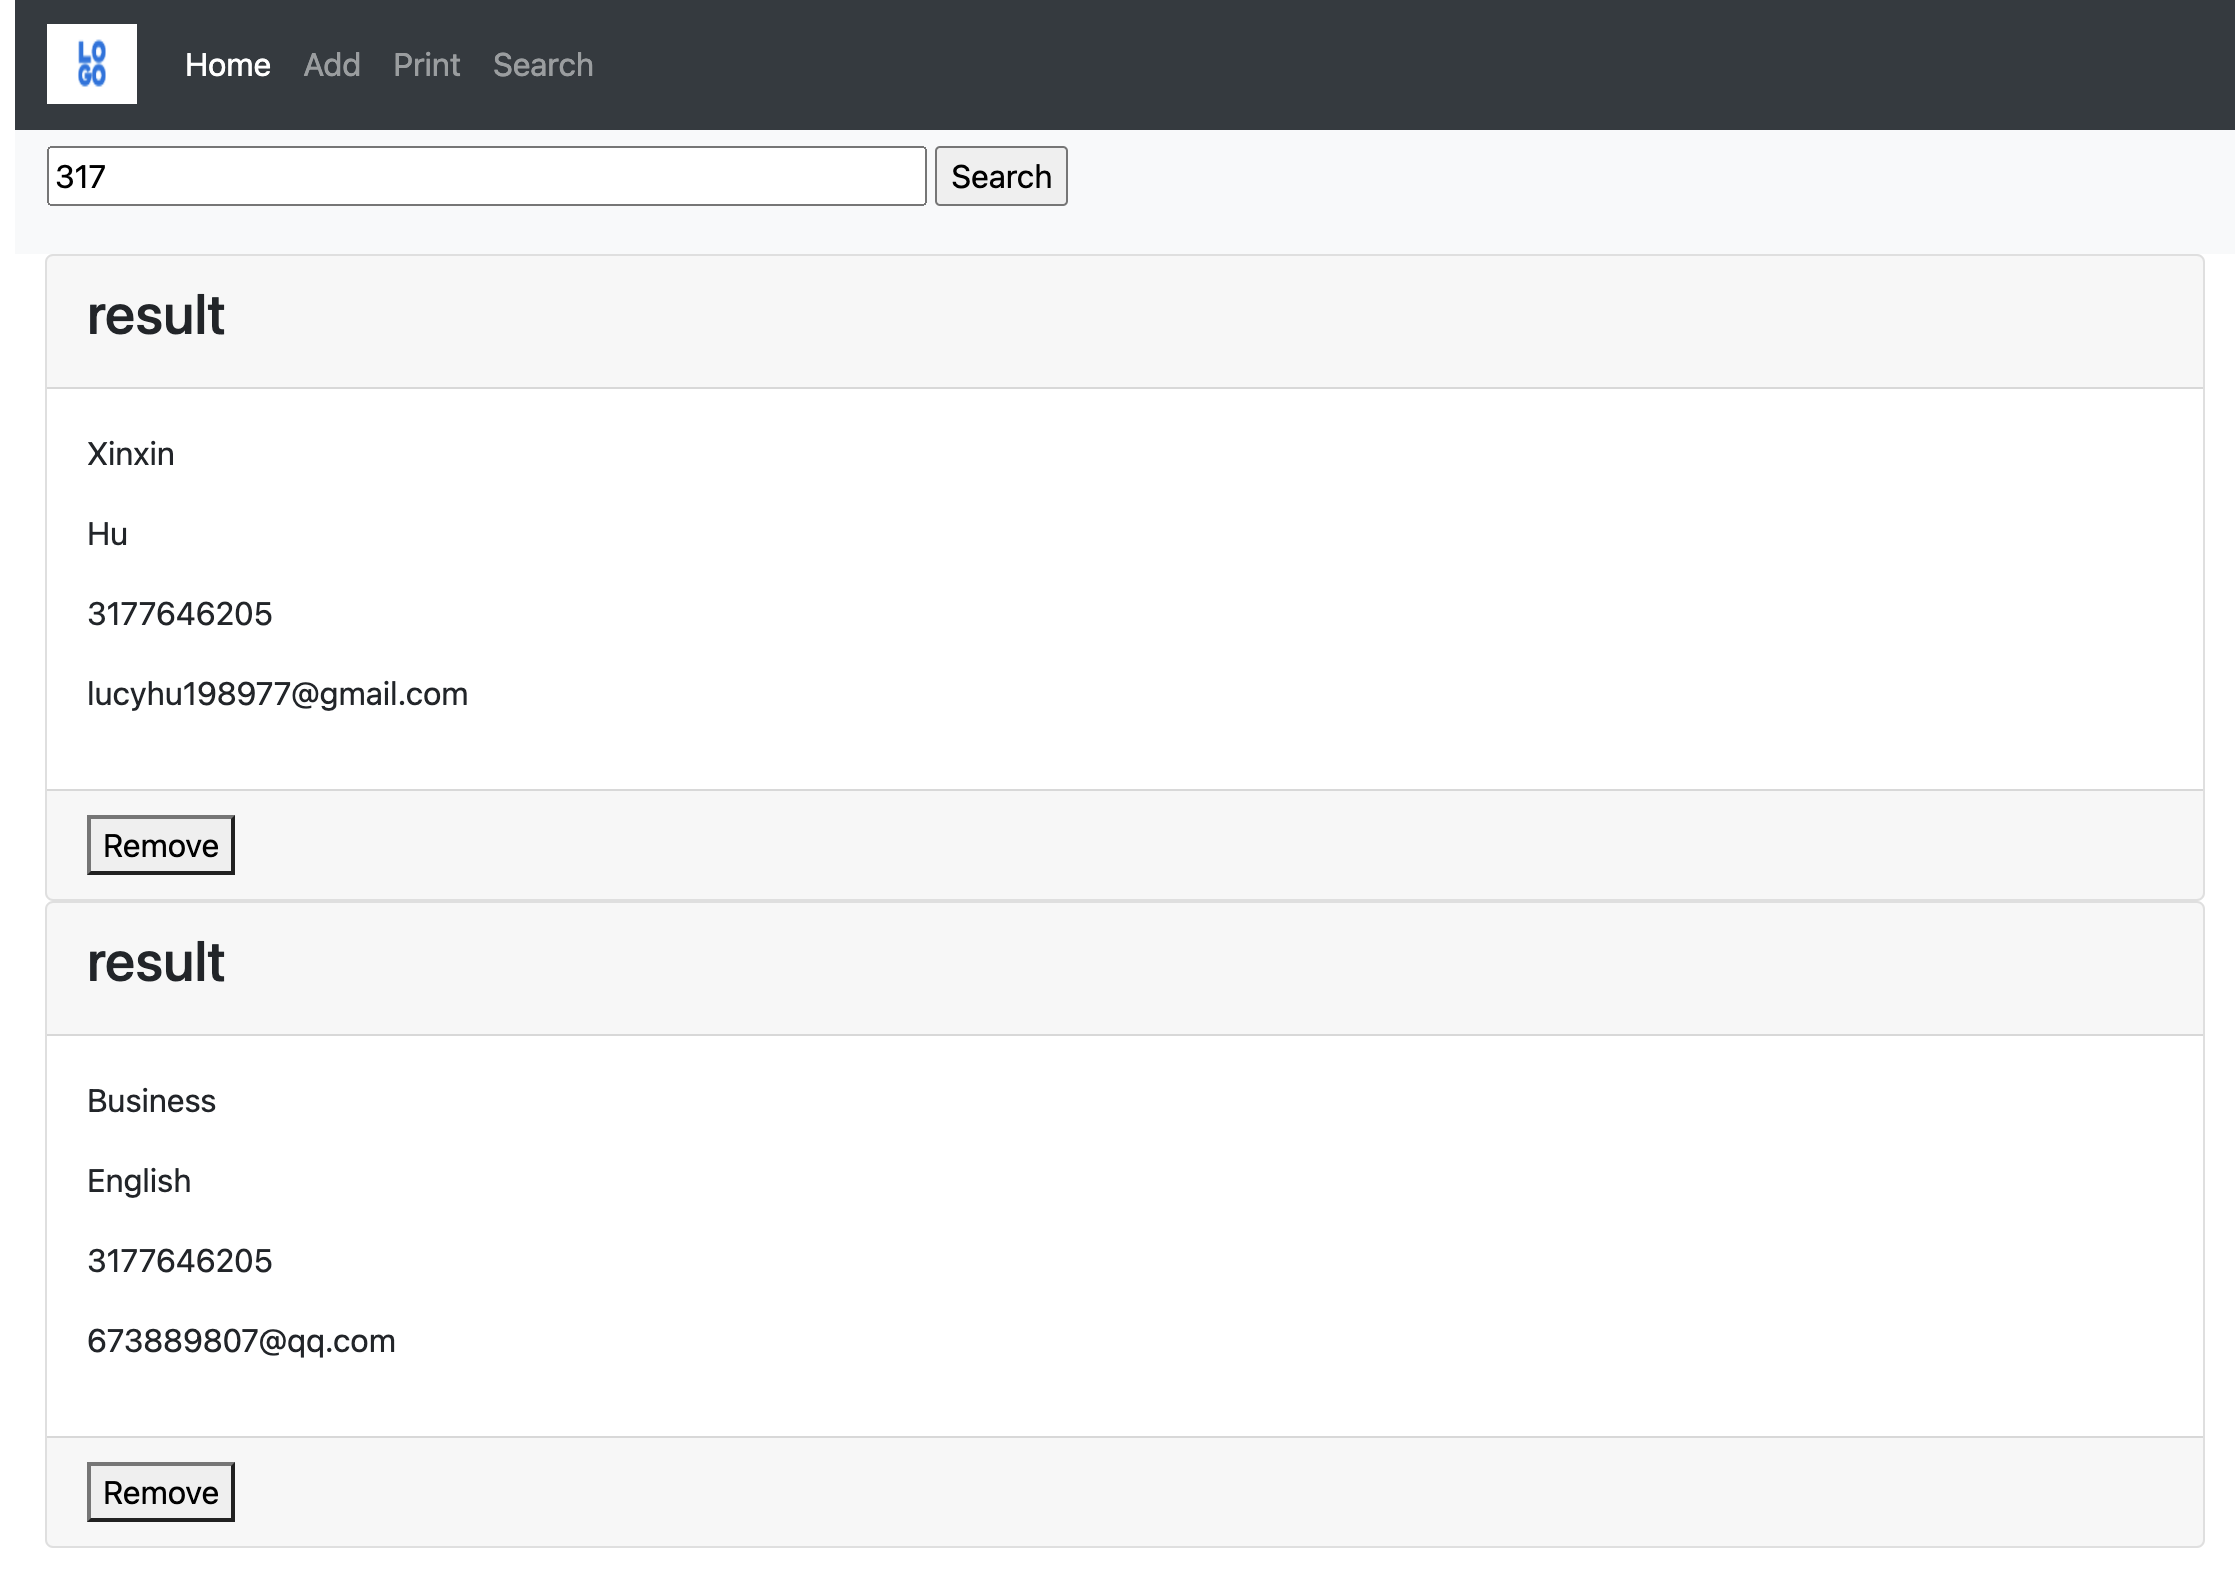 LO
GO
Home Add Print Search
317 Search
result
Xinxin
Hu
3177646205
lucyhu198977@gmail.com
Remove
result
Business
English
3177646205
673889807@qq.com
Remove